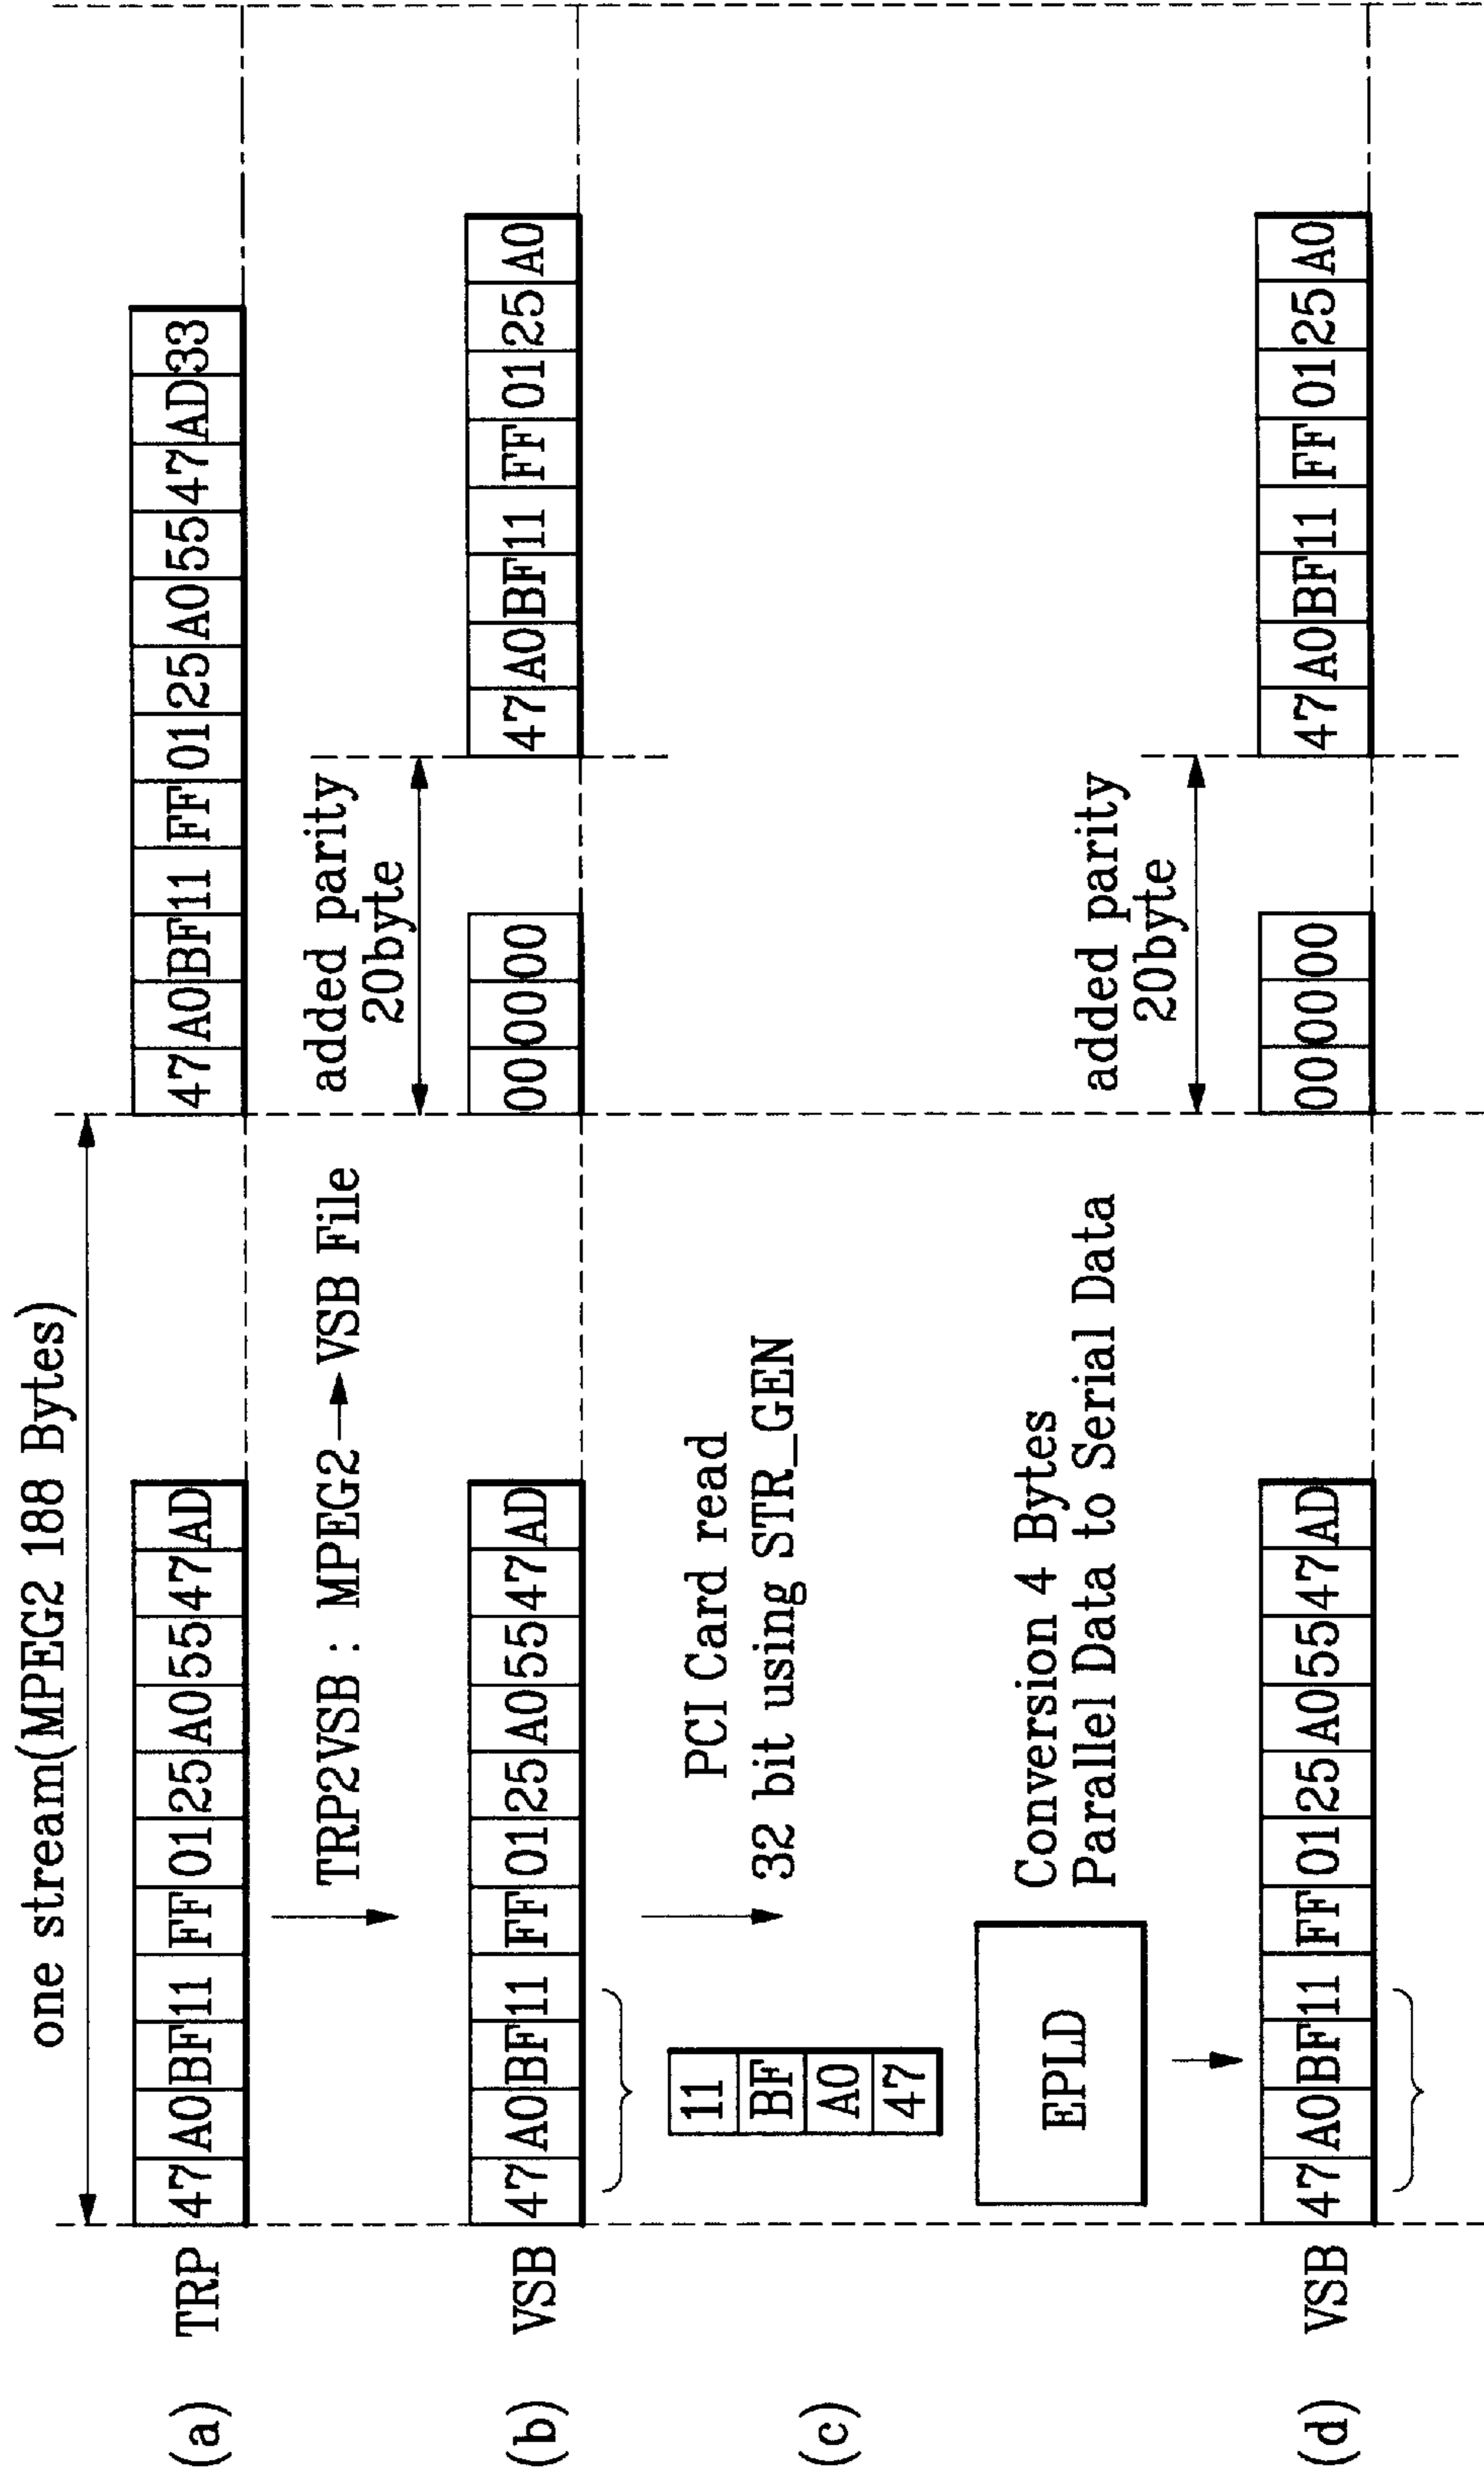 one stream(MPEG2 188 Bytes)
(a) TRP 47 A0 BF 11 FF 01 25 A0 55 47 AD 47 A0 BF 11 FF 01 25 A0 55 47 AD 33
TRP2VSB : MPEG2 → VSB File
added parity
20byte
(b) VSB 47 A0 BF 11 FF 01 25 A0 55 47 AD 00 00 00 47 A0 BF 11 FF 01 25 A0
PCI Card read
32 bit using STR_GEN
(c)
11
BF
A0
47
EPLD
Conversion 4 Bytes
Parallel Data to Serial Data
added parity
20byte
(d) VSB 47 A0 BF 11 FF 01 25 A0 55 47 AD 00 00 00 47 A0 BF 11 FF 01 25 A0